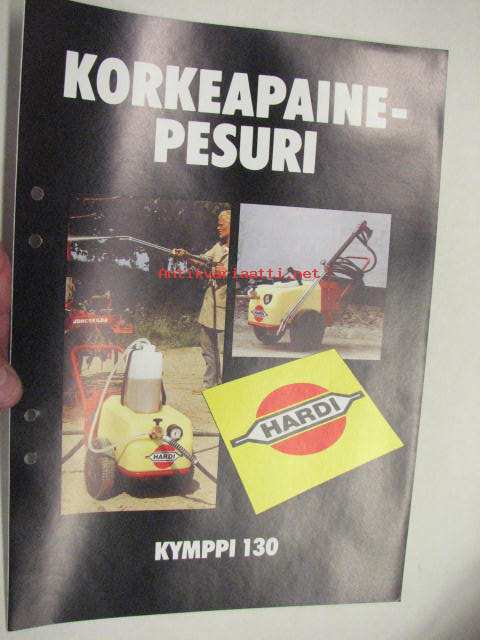 KORKEAPAINE-
PESURI
Antikvariaatti.net
HARDI
HARDI
KYMPPI 130